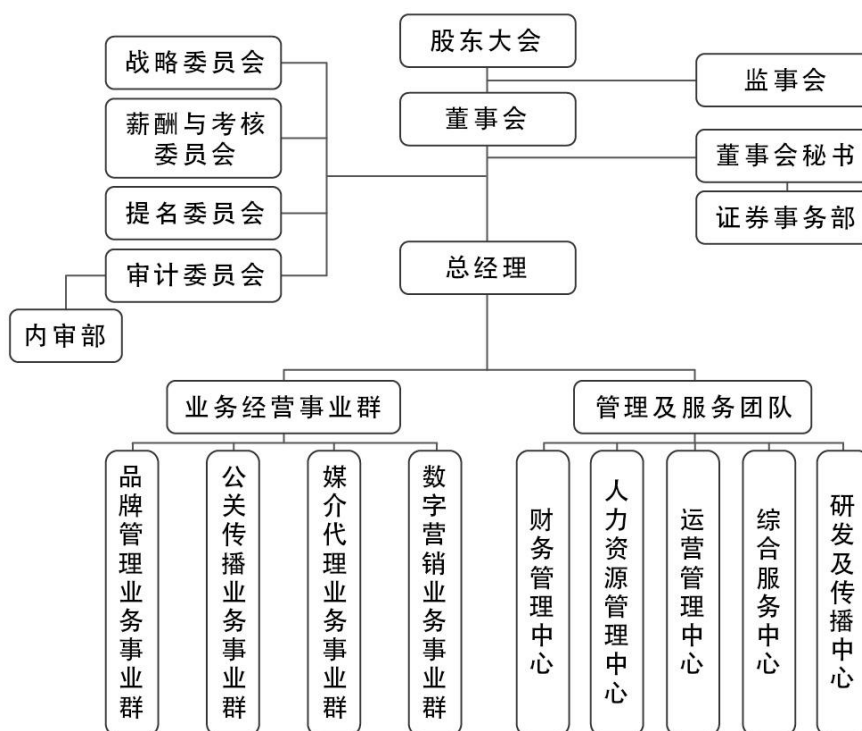 股东大会
战略委员会
监事会
董事会
薪酬与考核
委员会
董事会秘书
提名委员会
证券事务部
总经理
审计委员会
内审部
业务经营事业群
管理及服务团队
品牌管理业务事业群
公关传播业务事业群
媒介代理业务事业群
数字营销业务事业群
财务管理中心
人力资源管理中心
运营管理中心
综合服务中心
研发及传播中心